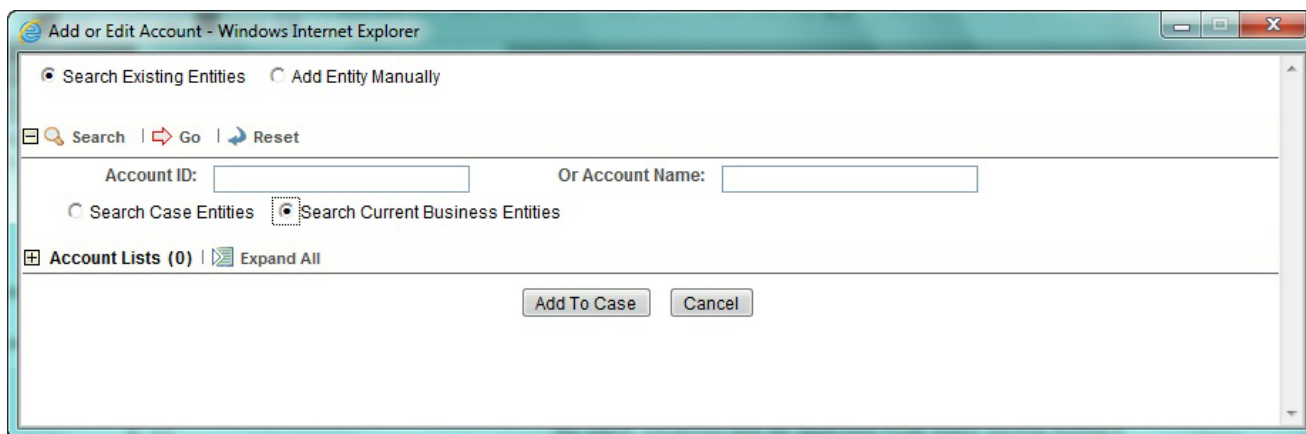 Add or Edit Account - Windows Internet Explorer
Search Existing Entities Add Entity Manually
Search | Go | Reset
Account ID: Or Account Name:
Search Case Entities Search Current Business Entities
Account Lists (0) | Expand All
Add To Case Cancel